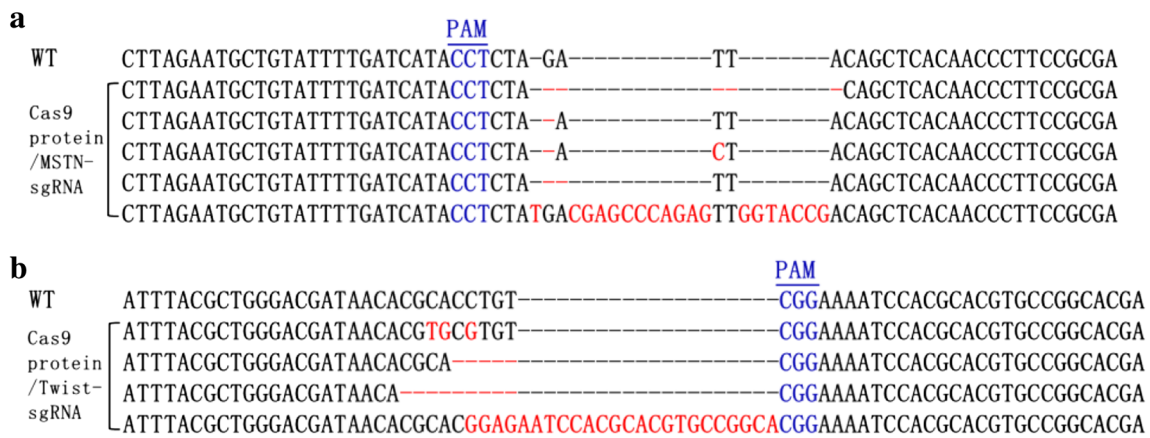 a
PAM
WT CTTAGAATGCTGTATTTTGATCATACCTCTA-GA-----------TT-------ACAGCTCACAACCCTTCCGCGA
CTTAGAATGCTGTATTTTGATCATACCTCTA------------------------CAGCTCACAACCCTTCCGCGA
Cas9 protein /MSTN- sgRNA
CTTAGAATGCTGTATTTTGATCATACCTCTA--A-----------TT-------ACAGCTCACAACCCTTCCGCGA
CTTAGAATGCTGTATTTTGATCATACCTCTA--A-----------CT-------ACAGCTCACAACCCTTCCGCGA
CTTAGAATGCTGTATTTTGATCATACCTCTA--------------TT-------ACAGCTCACAACCCTTCCGCGA
CTTAGAATGCTGTATTTTGATCATACCTCTATGACGAGCCCAGAGTTGGTACCGACAGCTCACAACCCTTCCGCGA
b
PAM
WT ATTTACGCTGGGACGATAACACGCACCTGT--------------------CGGAAAATCCACGCACGTGCCGGCACGA
Cas9 protein /Twist- sgRNA
ATTTACGCTGGGACGATAACACGTGCGTGT--------------------CGGAAAATCCACGCACGTGCCGGCACGA
ATTTACGCTGGGACGATAACACGCA-------------------------CGGAAAATCCACGCACGTGCCGGCACGA
ATTTACGCTGGGACGATAACA-----------------------------CGGAAAATCCACGCACGTGCCGGCACGA
ATTTACGCTGGGACGATAACACGCACGGAGAATCCACGCACGTGCCGGCACGGAAAATCCACGCACGTGCCGGCACGA